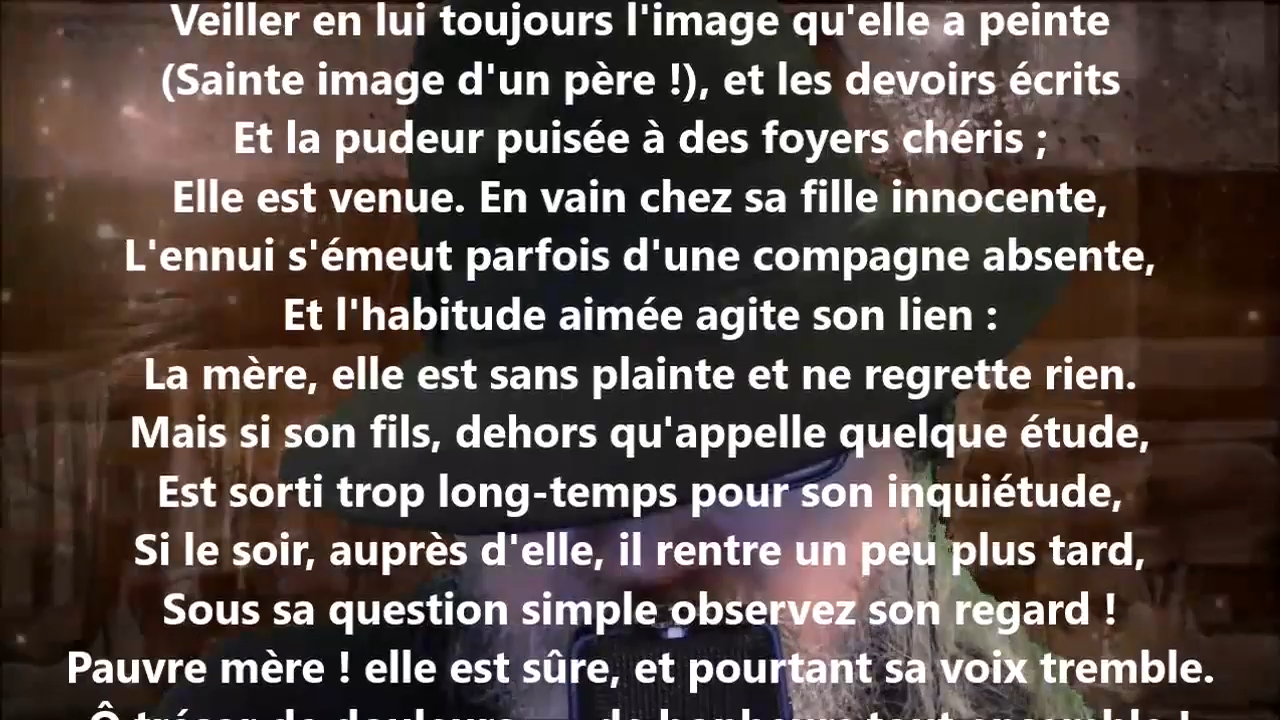 Veiller en lui toujours l'image qu'elle a peinte
(Sainte image d'un père !), et les devoirs écrits
Et la pudeur puisée à des foyers chéris ;
Elle est venue. En vain chez sa fille innocente,
L'ennui s'émeut parfois d'une compagne absente,
Et l'habitude aimée agite son lien :
La mère, elle est sans plainte et ne regrette rien.
Mais si son fils, dehors qu'appelle quelque étude,
Est sorti trop long-temps pour son inquiétude,
Si le soir, auprès d'elle, il rentre un peu plus tard,
Sous sa question simple observez son regard !
Pauvre mère ! elle est sûre, et pourtant sa voix tremble.